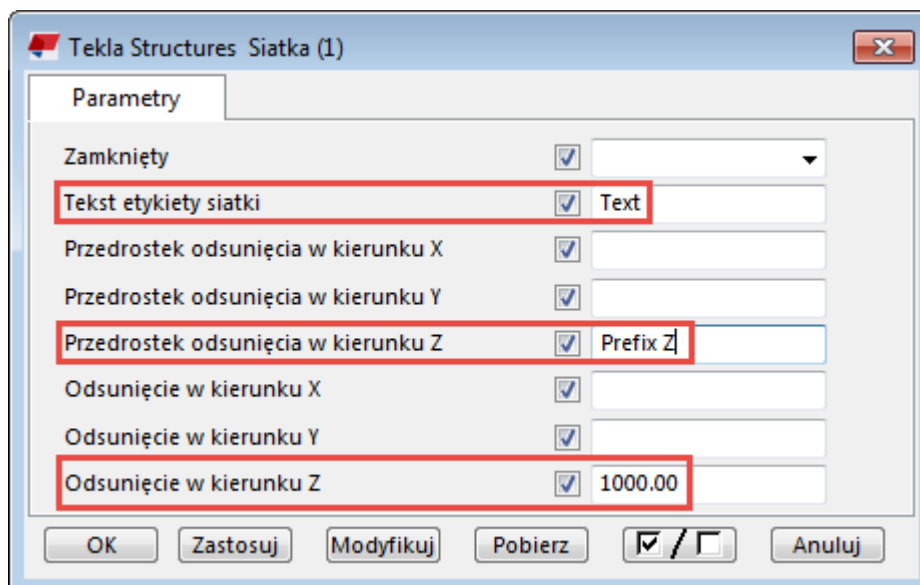 Tekla Structures Siatka (1)
Parametry
Zamknięty
Tekst etykiety siatki Text
Przedrostek odsunięcia w kierunku X
Przedrostek odsunięcia w kierunku Y
Przedrostek odsunięcia w kierunku Z Prefix Z
Odsunięcie w kierunku X
Odsunięcie w kierunku Y
Odsunięcie w kierunku Z 1000.00
OK Zastosuj Modyfikuj Pobierz / Anuluj